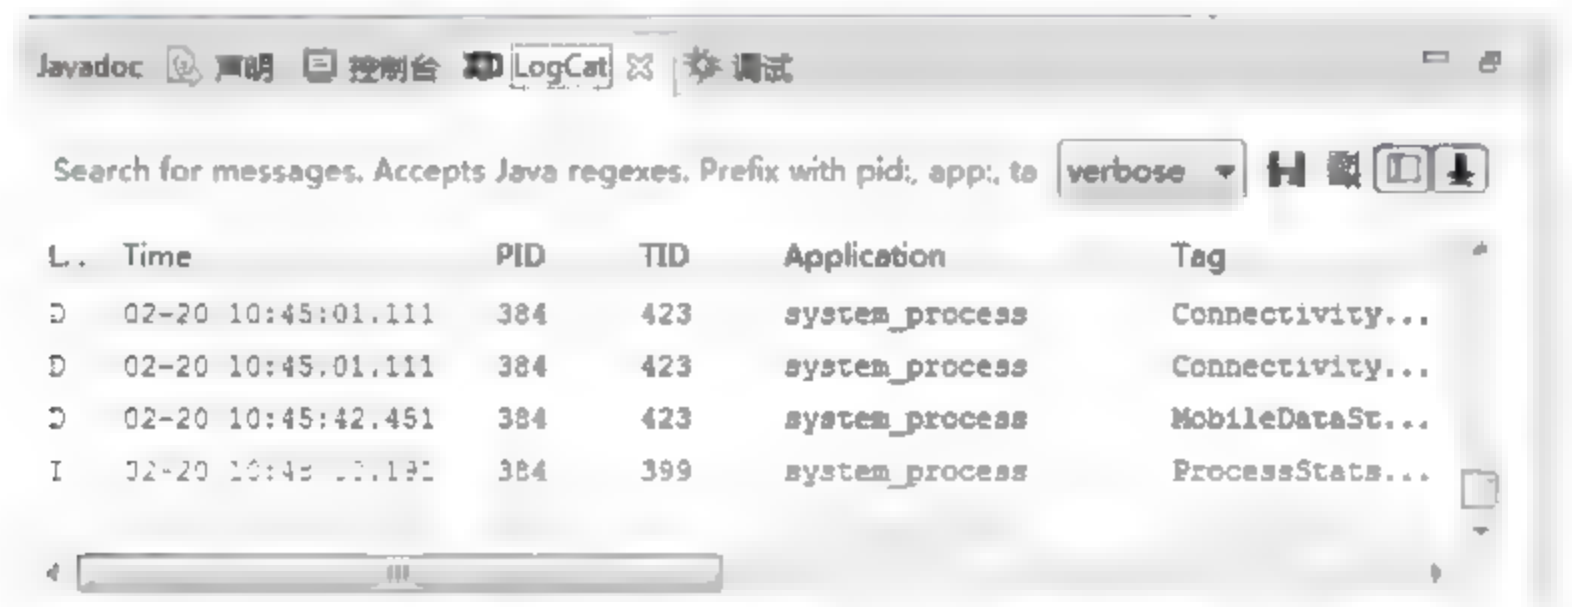 Javadoc 声明 控制台 LogCat 调试
Search for messages. Accepts Java regexes. Prefix with pid:, app:, ta verbose
L.. Time PID TID Application Tag
D 02-20 10:45:01.111 384 423 system_process Connectivity...
D 02-20 10:45:01.111 384 423 system_process Connectivity...
D 02-20 10:45:42.451 384 423 system_process MobileDataSt...
I 02-20 384 399 system_process ProcessStats...